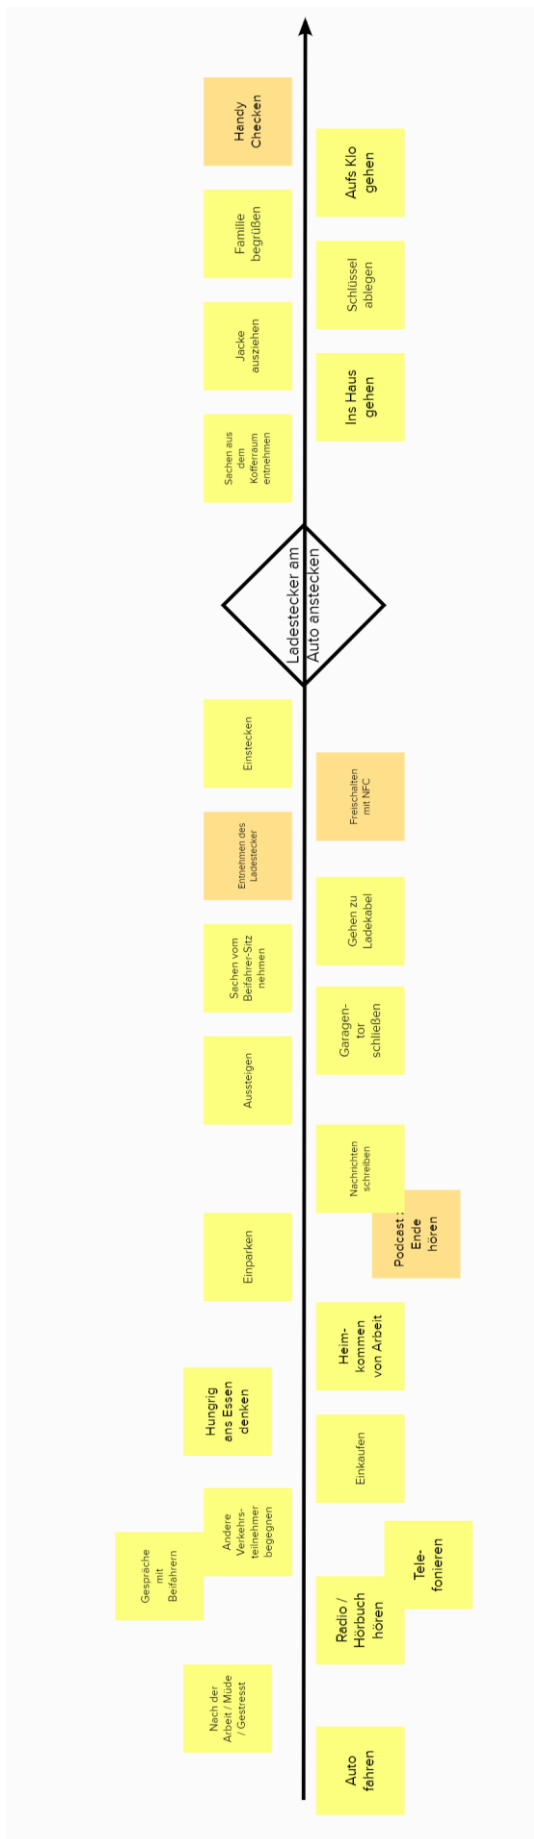 Auto
fahren
Nach der
Arbeit / Müde
/ Gestresst
Radio /
Hörbuch
hören
Gespräche
mit
Beifahrern
Tele-
fonieren
Andere
Verkehrs-
teilnehmer
begegnen
Einkaufen
Hungrig
ans Essen
denken
Heim-
kommen
von Arbeit
Einparken
Podcast
Ende
hören
Nachrichten
schreiben
Aussteigen
Garagen-
tor
schließen
Sachen vom
Beifahrer-Sitz
nehmen
Gehen zu
Ladekabel
Entnehmen des
Ladestecker
Freischalten
mit NFC
Einstecken
Ladestecker am
Auto anstecken
Sachen aus
dem
Kofferraum
entnehmen
Ins Haus
gehen
Jacke
ausziehen
Schlüssel
ablegen
Familie
begrüßen
Aufs Klo
gehen
Handy
Checken